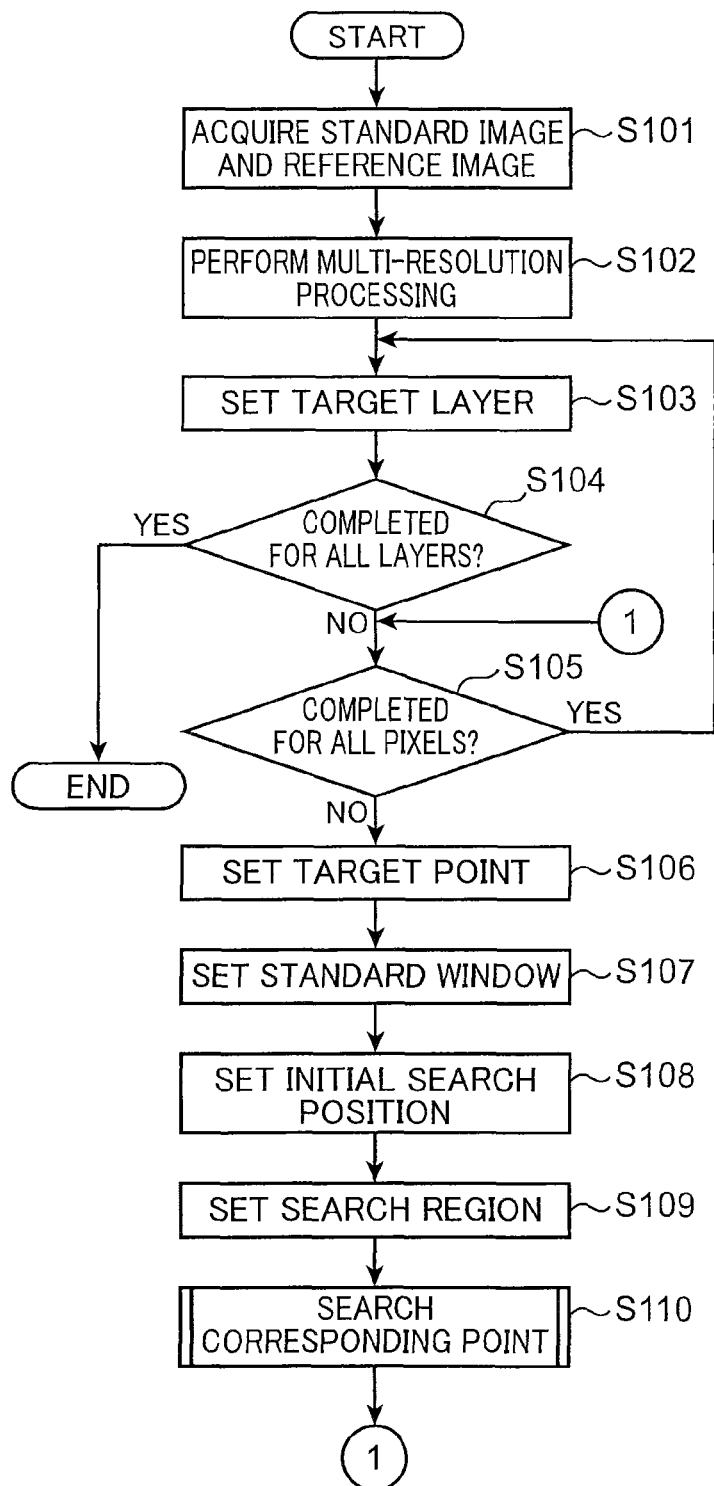 START
ACQUIRE STANDARD IMAGE
AND REFERENCE IMAGE
S101
PERFORM MULTI-RESOLUTION
PROCESSING
S102
SET TARGET LAYER
S103
S104
YES
COMPLETED
FOR ALL LAYERS?
NO
1
S105
COMPLETED
FOR ALL PIXELS?
YES
END
NO
SET TARGET POINT
S106
SET STANDARD WINDOW
S107
SET INITIAL SEARCH
POSITION
S108
SET SEARCH REGION
S109
SEARCH
CORRESPONDING POINT
S110
1